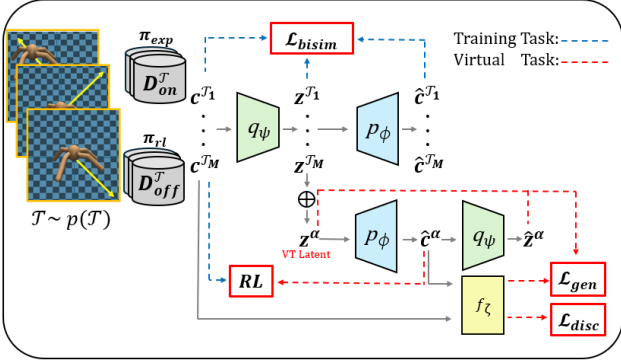 π_exp
D_on^𝒯
π_rl
D_off^𝒯
𝒯 ~ p(𝒯)
ℒ_bisim
Training Task:
Virtual Task:
c^𝒯1 z^𝒯1 ĉ^𝒯1
q_ψ p_ϕ
c^𝒯M z^𝒯M ĉ^𝒯M
⊕
z^α p_ϕ ĉ^α q_ψ ẑ^α
VT Latent
RL
f_ζ
ℒ_gen
ℒ_disc